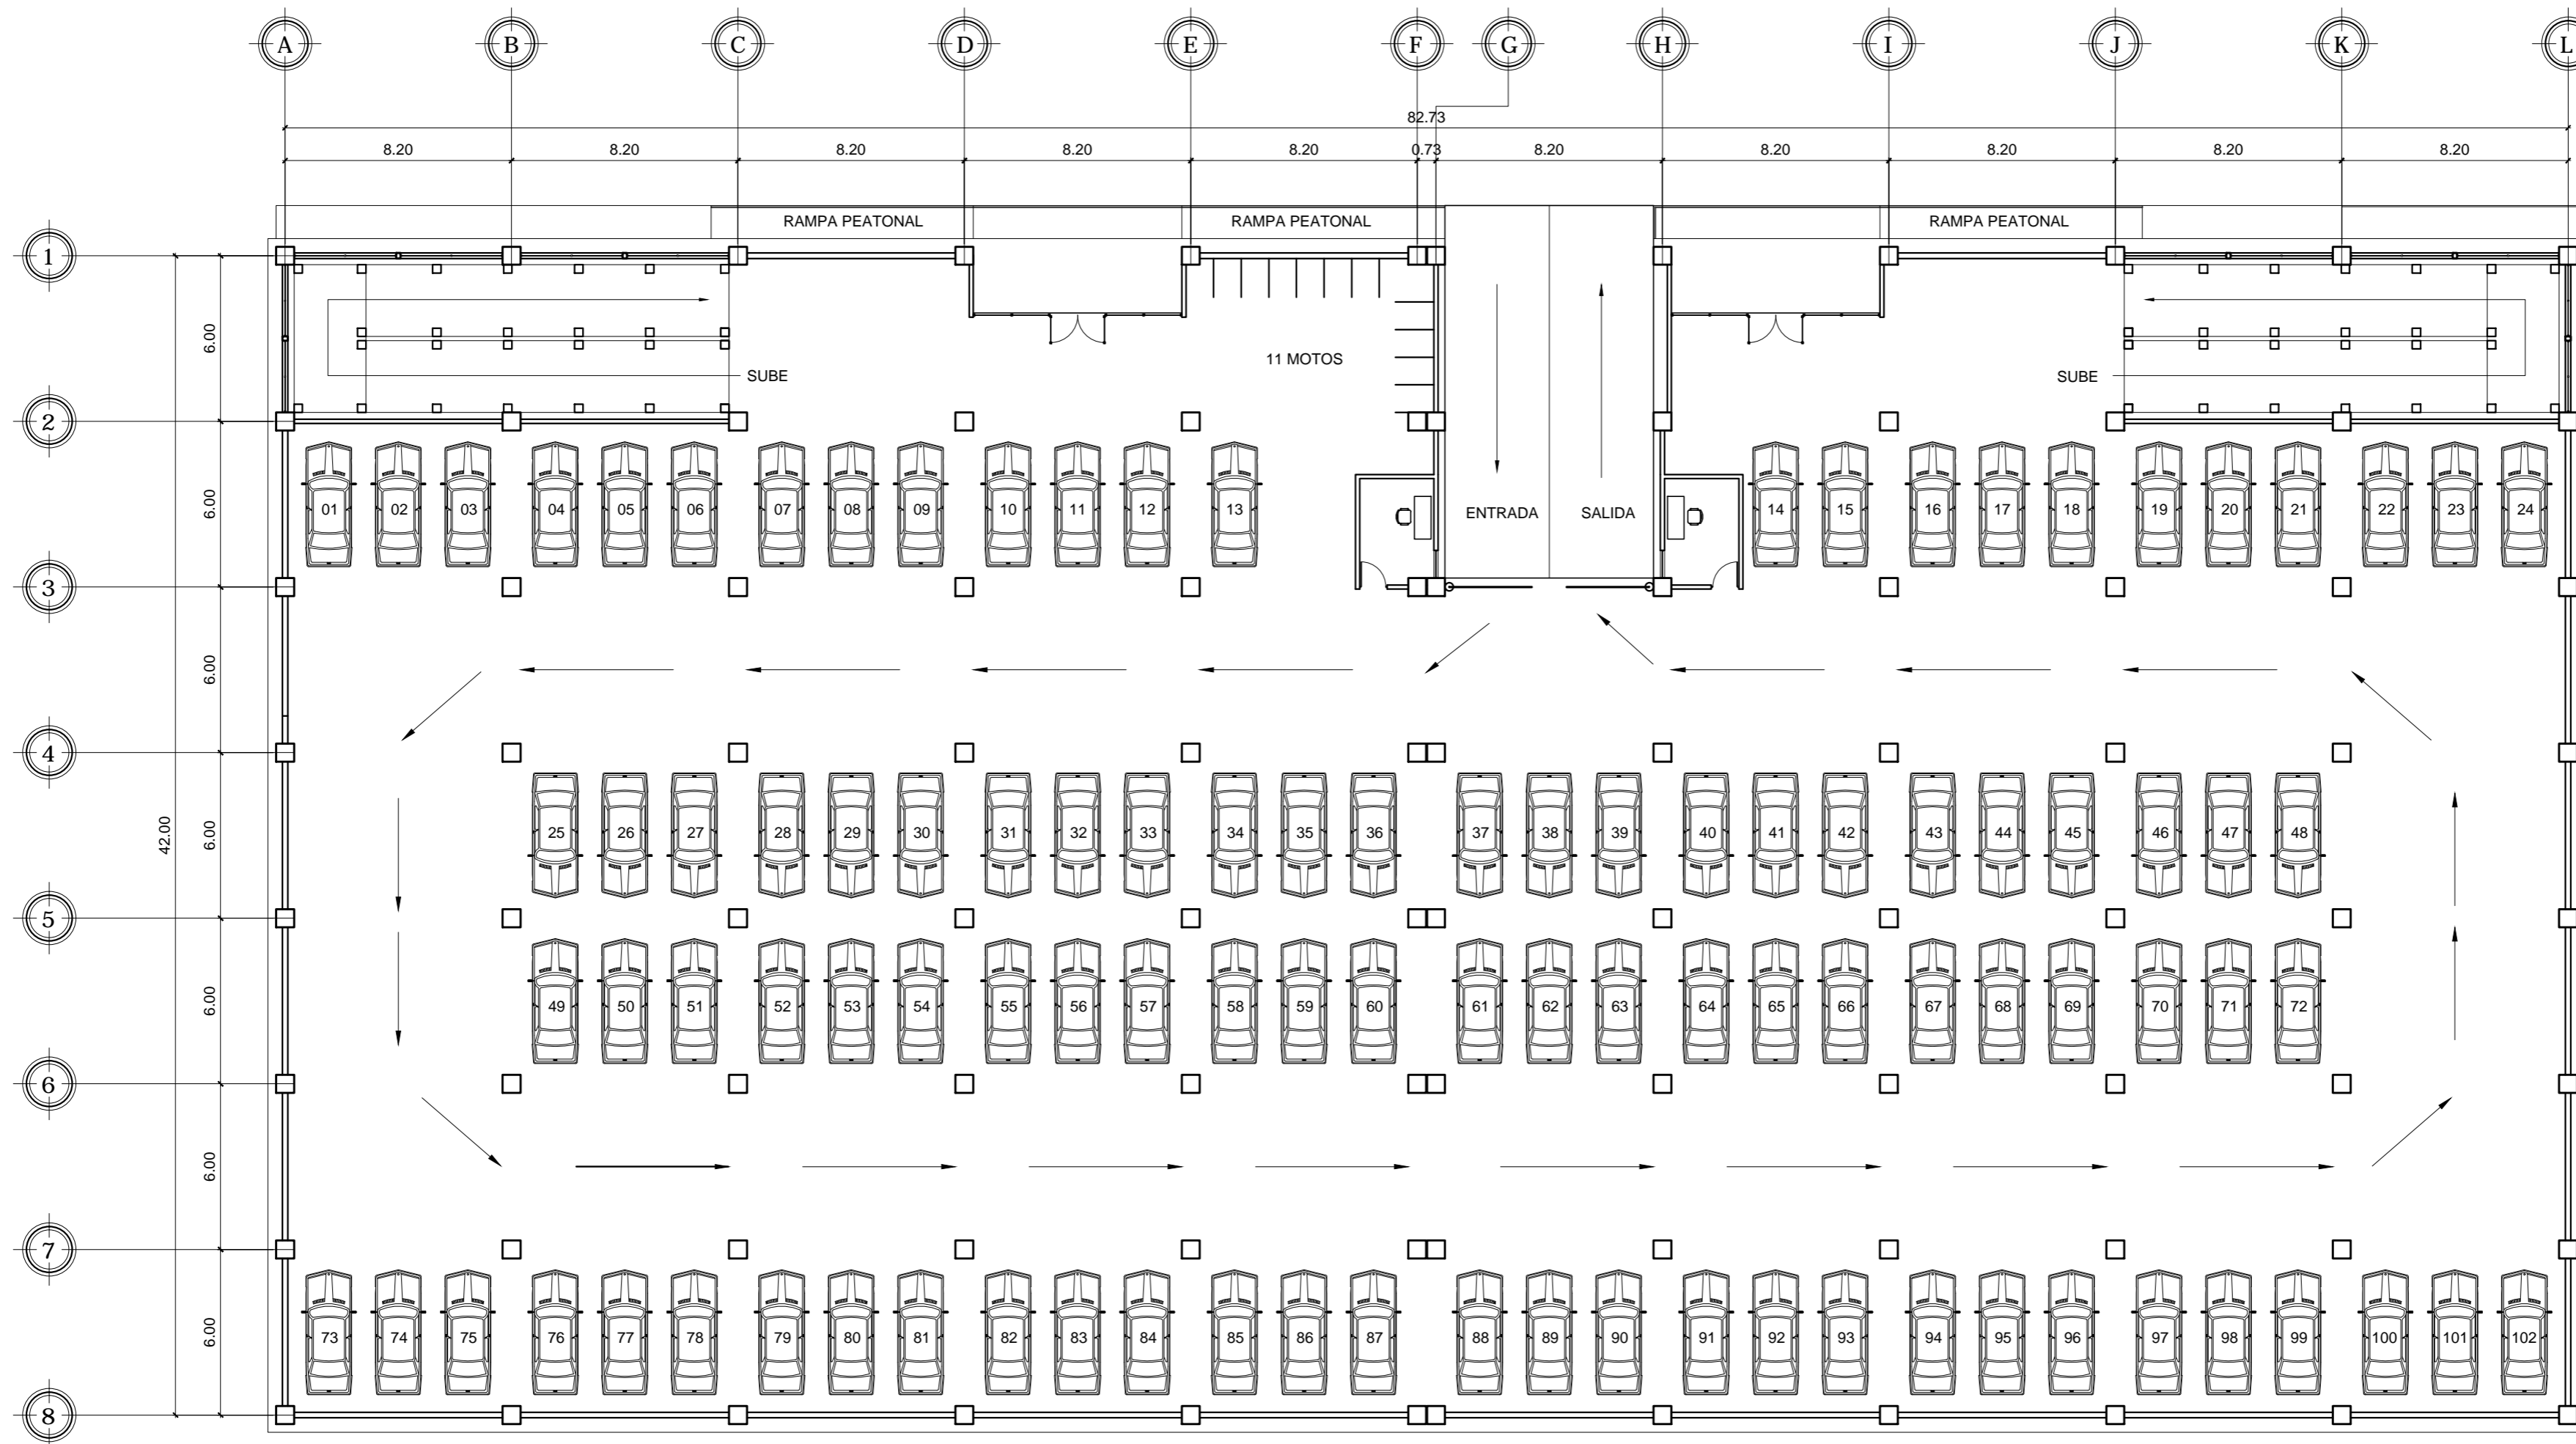 A B C D E F G H I J K L
82.73
8.20 8.20 8.20 8.20 8.20 0.73 8.20 8.20 8.20 8.20 8.20
RAMPA PEATONAL RAMPA PEATONAL RAMPA PEATONAL
1
6.00
11 MOTOS
SUBE SUBE
2
6.00
01 02 03 04 05 06 07 08 09 10 11 12 13 14 15 16 17 18 19 20 21 22 23 24
ENTRADA SALIDA
3
6.00
4
42.00
6.00
25 26 27 28 29 30 31 32 33 34 35 36 37 38 39 40 41 42 43 44 45 46 47 48
5
6.00
49 50 51 52 53 54 55 56 57 58 59 60 61 62 63 64 65 66 67 68 69 70 71 72
6
6.00
7
6.00
73 74 75 76 77 78 79 80 81 82 83 84 85 86 87 88 89 90 91 92 93 94 95 96 97 98 99 100 101 102
8